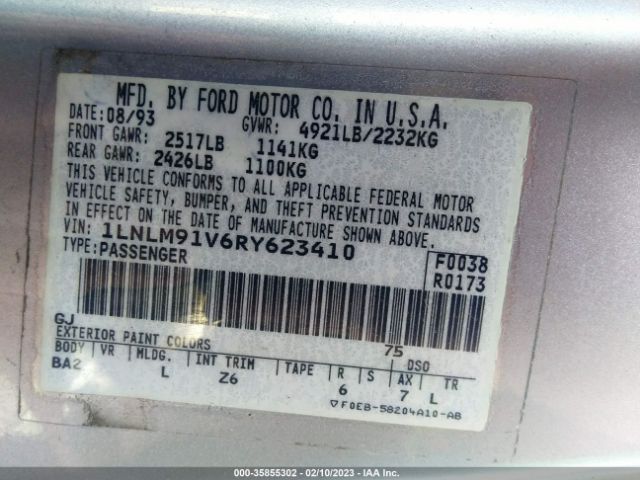 MFD. BY FORD MOTOR CO. IN U.S.A.
DATE: 08/93 GVWR: 4921LB/2232KG
FRONT GAWR: 2517LB 1141KG
REAR GAWR: 2426LB 1100KG
THIS VEHICLE CONFORMS TO ALL APPLICABLE FEDERAL MOTOR
VEHICLE SAFETY, BUMPER, AND THEFT PREVENTION STANDARDS
IN EFFECT ON THE DATE OF MANUFACTURE SHOWN ABOVE.
VIN: 1LNLM91V6RY623410
TYPE: PASSENGER
F0038
R0173
GJ 75
EXTERIOR PAINT COLORS DSO
BODY VR MLDG. INT TRIM TAPE R S AX TR
BA2 L Z6 6 7 L
▽F0EB-58204A10-AB
000-35855302 - 02/10/2023 - IAA Inc.